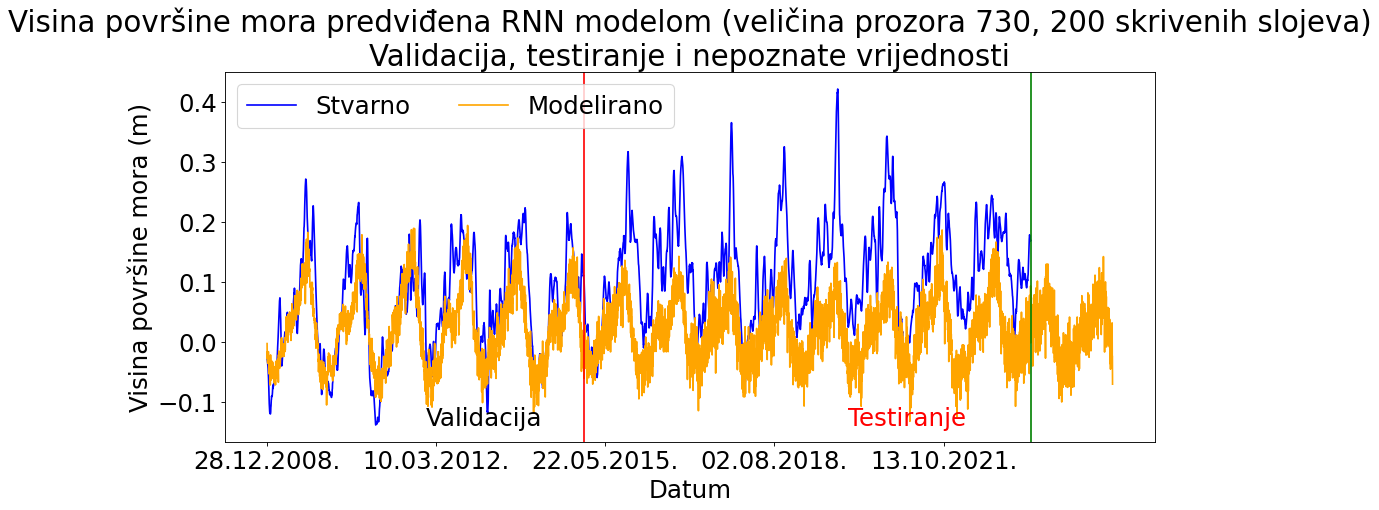 Visina površine mora predviđena RNN modelom (veličina prozora 730, 200 skrivenih slojeva)
Validacija, testiranje i nepoznate vrijednosti
Stvarno Modelirano
Visina površine mora (m)
0.4
0.3
0.2
0.1
0.0
−0.1
Validacija Testiranje
28.12.2008. 10.03.2012. 22.05.2015. 02.08.2018. 13.10.2021.
Datum